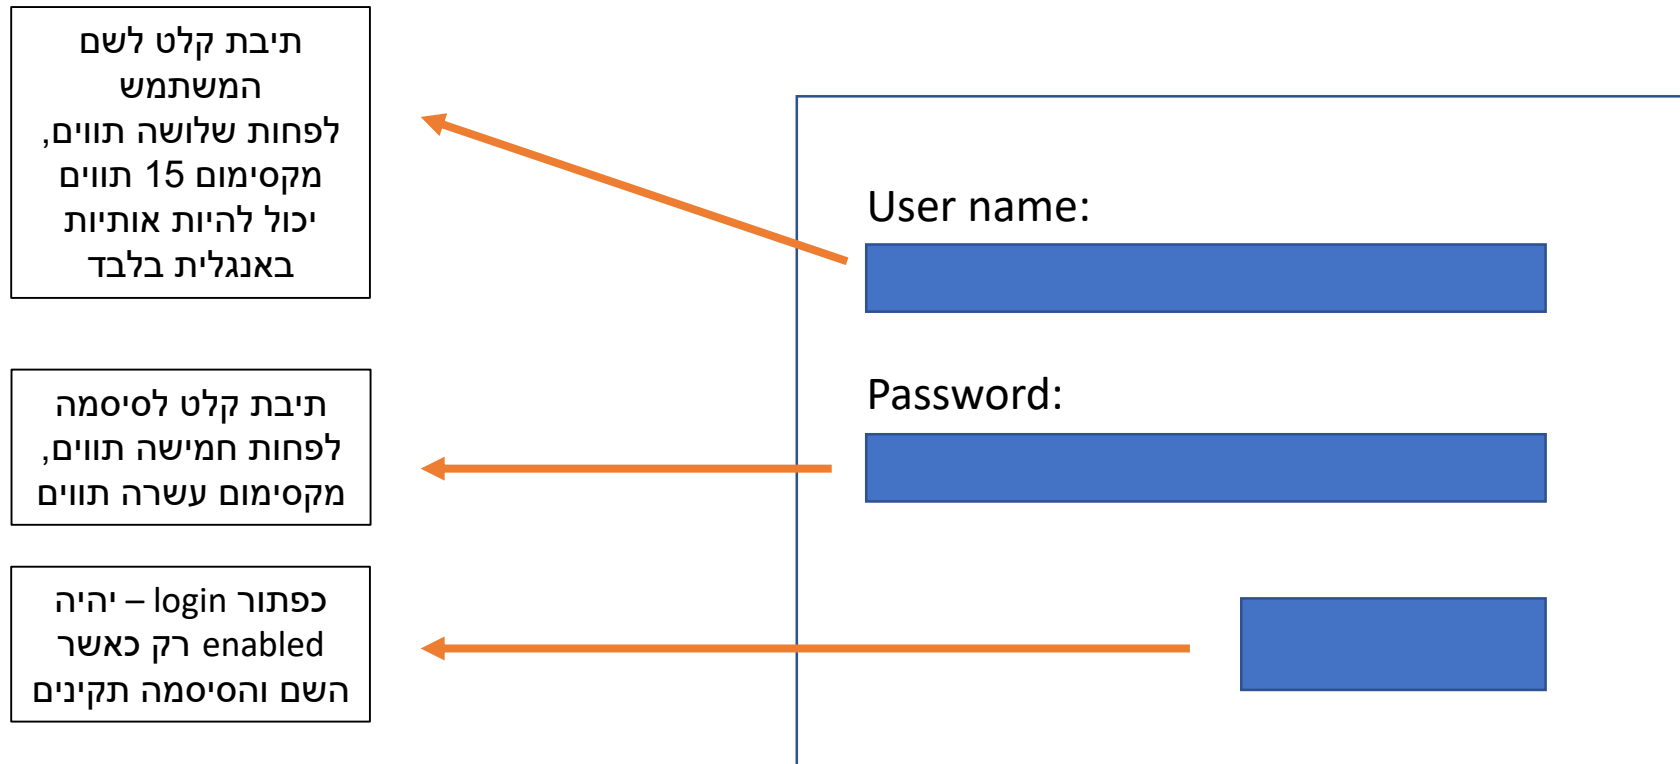 תיבת קלט לשם
המשתמש
לפחות שלושה תווים,
מקסימום 15 תווים
יכול להיות אותיות
באנגלית בלבד
User name:
Password:
תיבת קלט לסיסמה
לפחות חמישה תווים,
מקסימום עשרה תווים
כפתור login – יהיה
enabled רק כאשר
השם והסיסמה תקינים